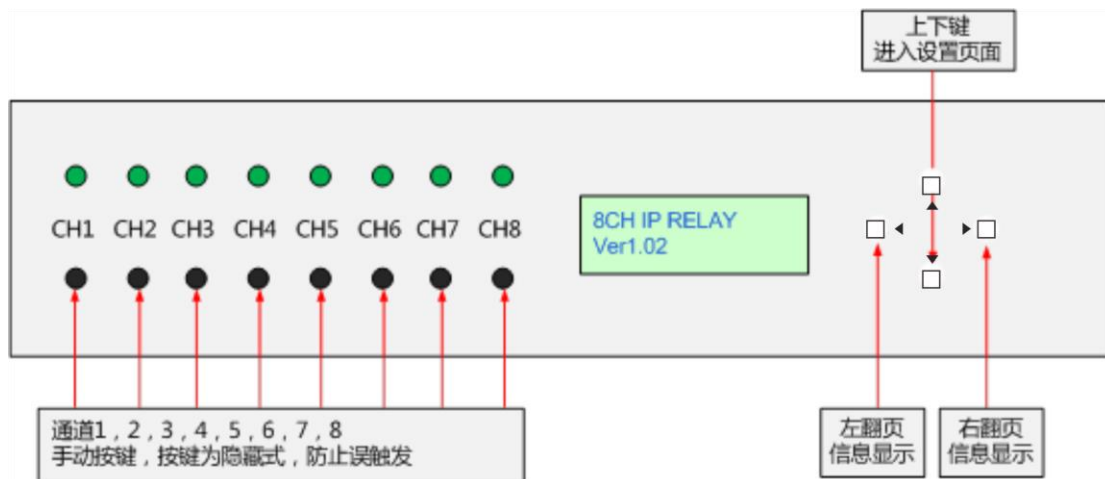 上下键
进入设置页面
CH1 CH2 CH3 CH4 CH5 CH6 CH7 CH8
8CH IP RELAY
Ver1.02
通道1，2，3，4，5，6，7，8
手动按键，按键为隐藏式，防止误触发
左翻页
信息显示
右翻页
信息显示